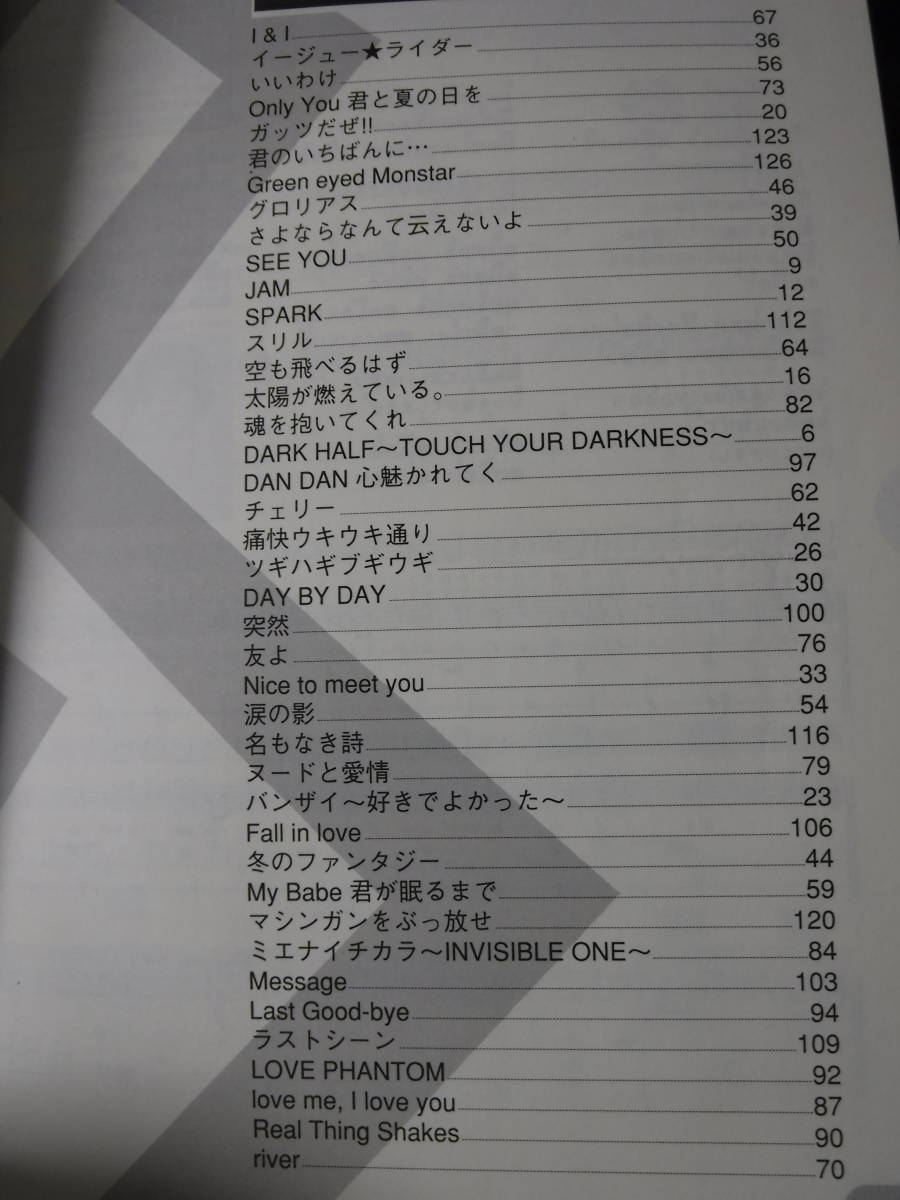 I & I 67
イージュー★ライダー 36
いいわけ 56
Only You 君と夏の日を 73
ガッツだぜ!! 20
君のいちばんに… 123
Green eyed Monstar 126
グロリアス 46
さよならなんて云えないよ 39
SEE YOU 50
JAM 9
SPARK 12
スリル 112
空も飛べるはず 64
太陽が燃えている。 16
魂を抱いてくれ 82
DARK HALF～TOUCH YOUR DARKNESS～ 6
DAN DAN 心魅かれてく 97
チェリー 62
痛快ウキウキ通り 42
ツギハギブギウギ 26
DAY BY DAY 30
突然 100
友よ 76
Nice to meet you 33
涙の影 54
名もなき詩 116
ヌードと愛情 79
バンザイ～好きでよかった～ 23
Fall in love 106
冬のファンタジー 44
My Babe 君が眠るまで 59
マシンガンをぶっ放せ 120
ミエナイチカラ～INVISIBLE ONE～ 84
Message 103
Last Good-bye 94
ラストシーン 109
LOVE PHANTOM 92
love me, I love you 87
Real Thing Shakes 90
river 70